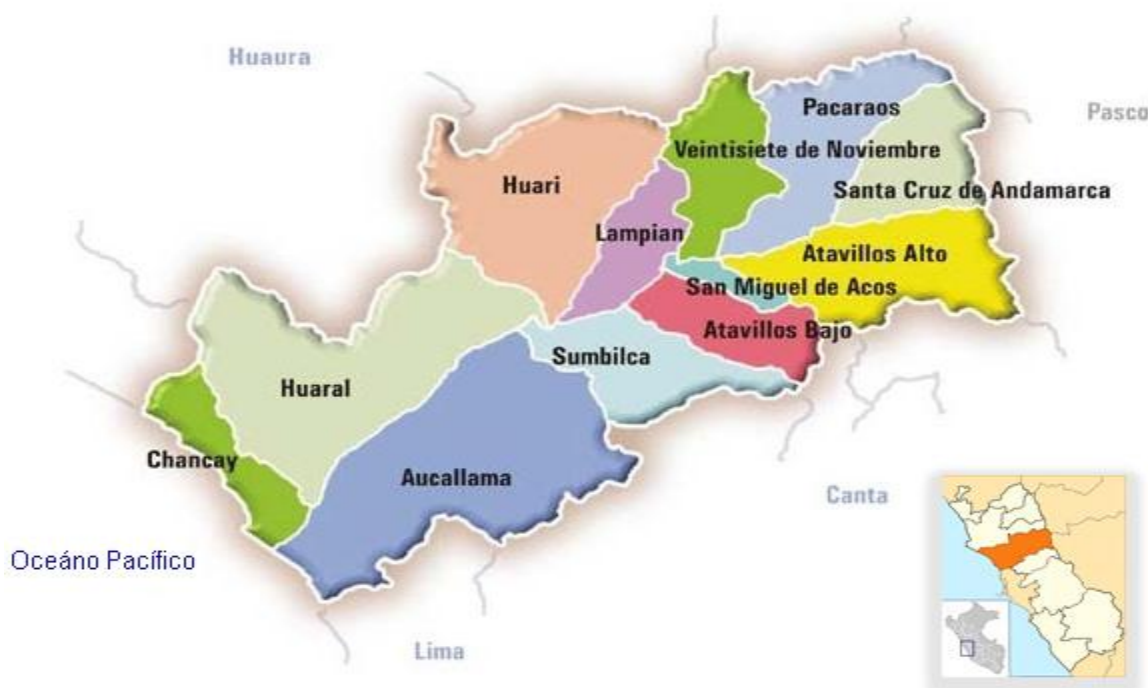 Huaura
Pacaraos
Pasco
Veintisiete de Noviembre
Huari
Santa Cruz de Andamarca
Lampian
Atavillos Alto
San Miguel de Acos
Atavillos Bajo
Sumbilca
Huaral
Chancay
Aucallama
Canta
Oceáno Pacífico
Lima